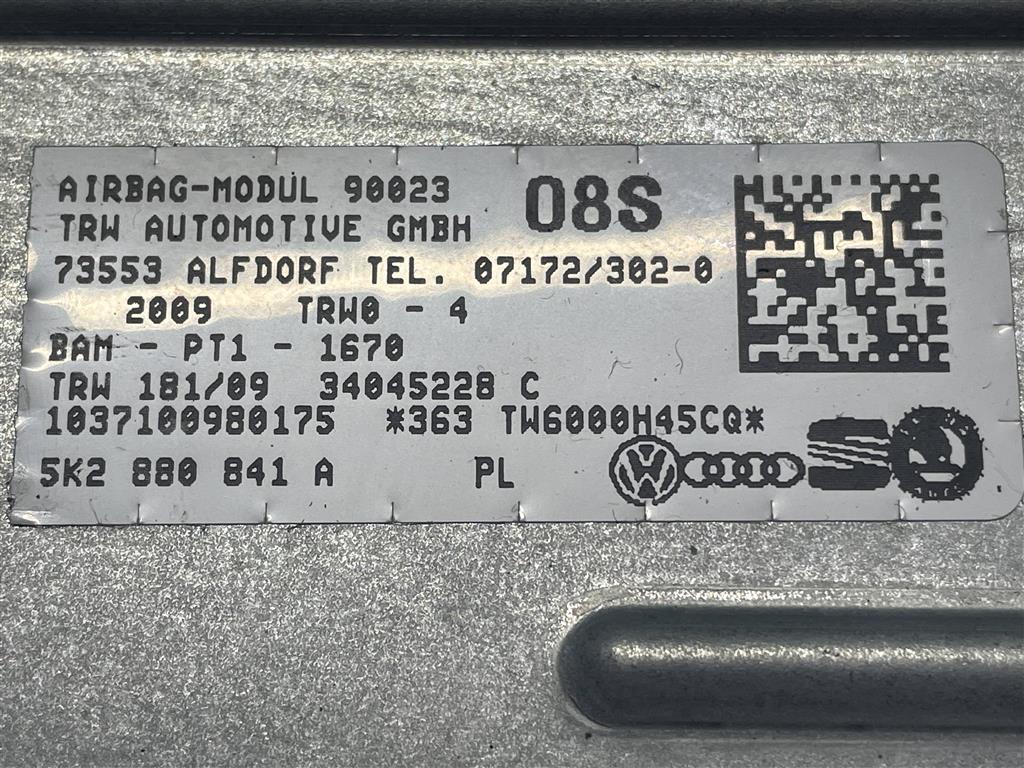 AIRBAG-MODUL 90023 08S
TRW AUTOMOTIVE GMBH
73553 ALFDORF TEL. 07172/302-0
2009 TRW0 - 4
BAM - PT1 - 1670
TRW 181/09 34045228 C
1037100980175 *363 TW6000H45CQ*
5K2 880 841 A PL